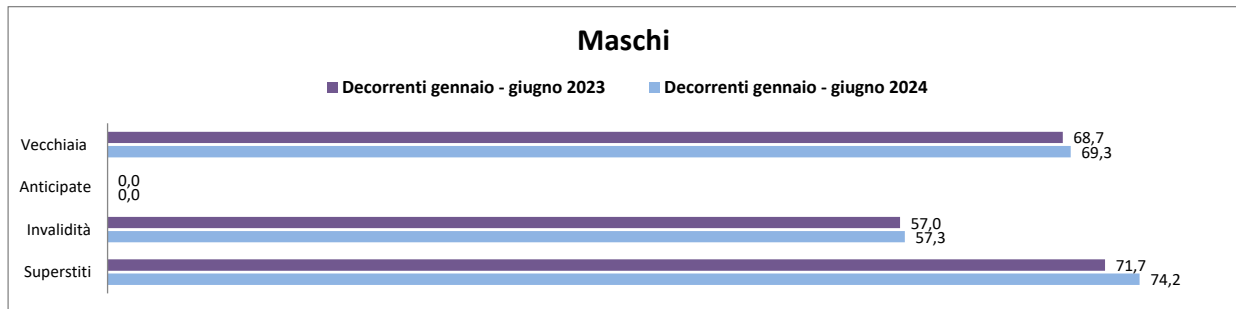 Maschi
Decorrenti gennaio - giugno 2023 Decorrenti gennaio - giugno 2024
Vecchiaia 68,7
69,3
Anticipate 0,0
0,0
Invalidità 57,0
57,3
Superstiti 71,7
74,2